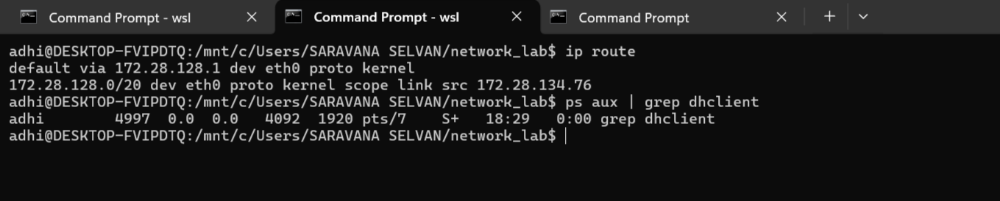 Command Prompt - wsl
Command Prompt - wsl
Command Prompt
adhi@DESKTOP-FVIPDTQ:/mnt/c/Users/SARAVANA SELVAN/network_lab$ ip route
default via 172.28.128.1 dev eth0 proto kernel
172.28.128.0/20 dev eth0 proto kernel scope link src 172.28.134.76
adhi@DESKTOP-FVIPDTQ:/mnt/c/Users/SARAVANA SELVAN/network_lab$ ps aux | grep dhclient
adhi        4997  0.0  0.0   4092  1920 pts/7    S+   18:29   0:00 grep dhclient
adhi@DESKTOP-FVIPDTQ:/mnt/c/Users/SARAVANA SELVAN/network_lab$